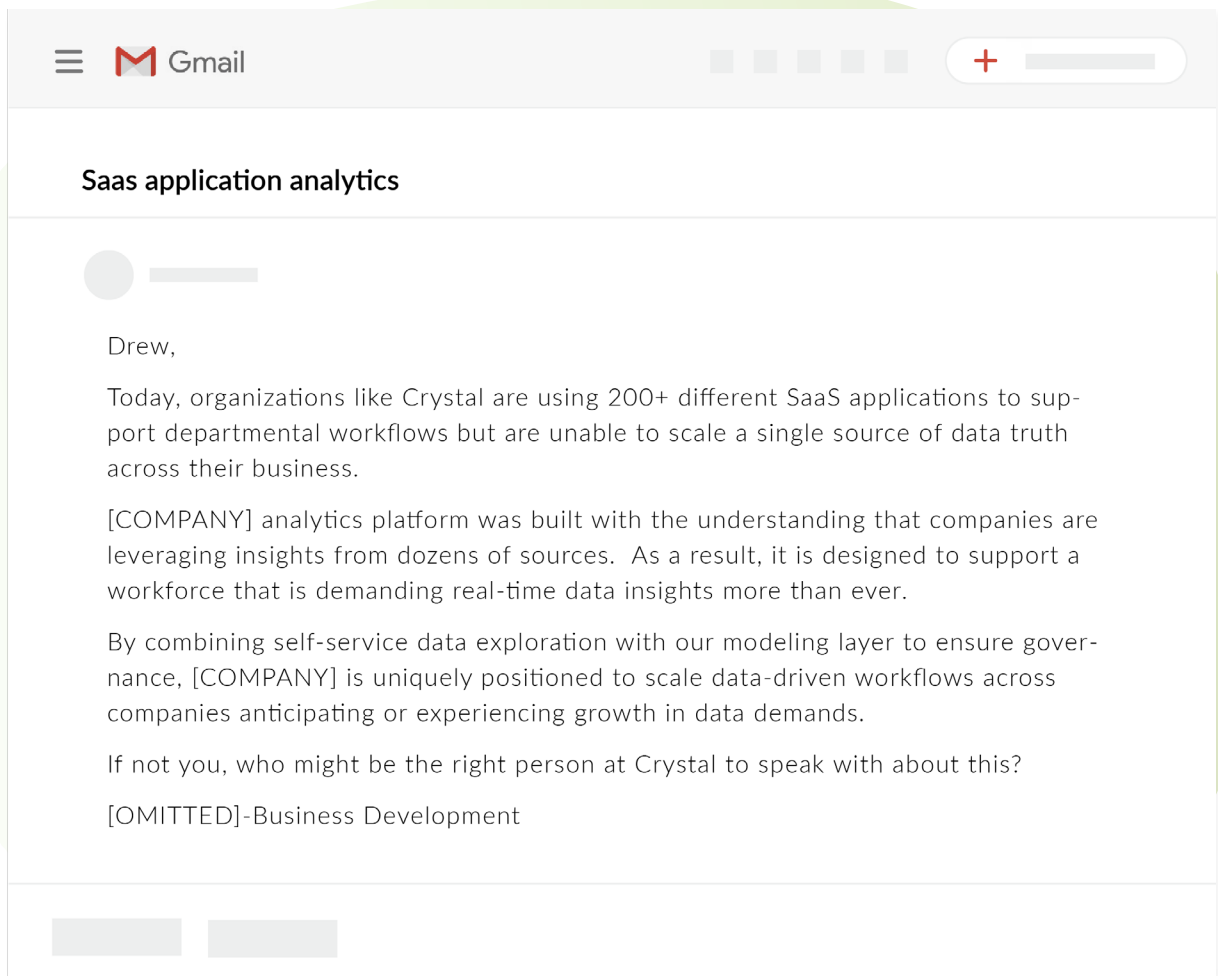 Gmail
Saas application analytics
Drew,
Today, organizations like Crystal are using 200+ different SaaS applications to sup-
port departmental workflows but are unable to scale a single source of data truth
across their business.
[COMPANY] analytics platform was built with the understanding that companies are
leveraging insights from dozens of sources.  As a result, it is designed to support a
workforce that is demanding real-time data insights more than ever.
By combining self-service data exploration with our modeling layer to ensure gover-
nance, [COMPANY] is uniquely positioned to scale data-driven workflows across
companies anticipating or experiencing growth in data demands.
If not you, who might be the right person at Crystal to speak with about this?
[OMITTED]-Business Development